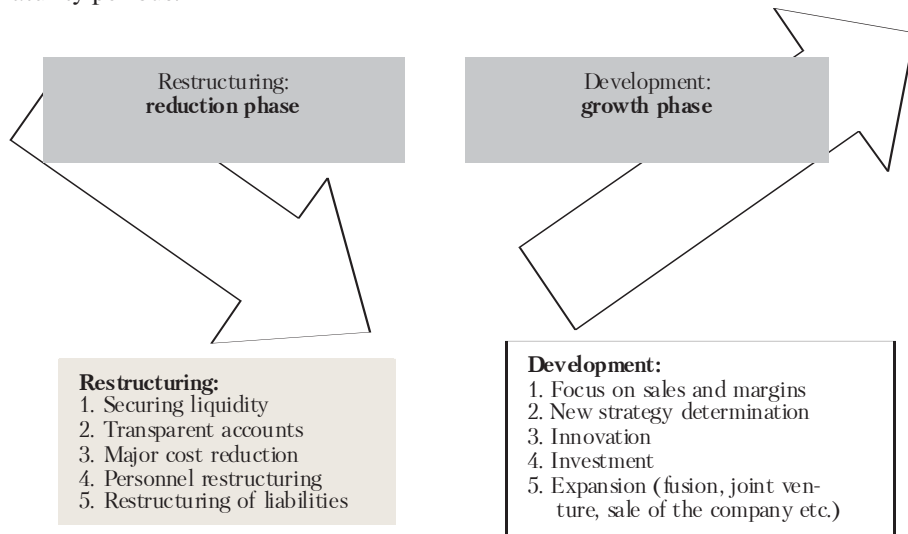 Restructuring:
reduction phase
Development:
growth phase
Restructuring:
1. Securing liquidity
2. Transparent accounts
3. Major cost reduction
4. Personnel restructuring
5. Restructuring of liabilities
Development:
1. Focus on sales and margins
2. New strategy determination
3. Innovation
4. Investment
5. Expansion (fusion, joint ven-
ture, sale of the company etc.)